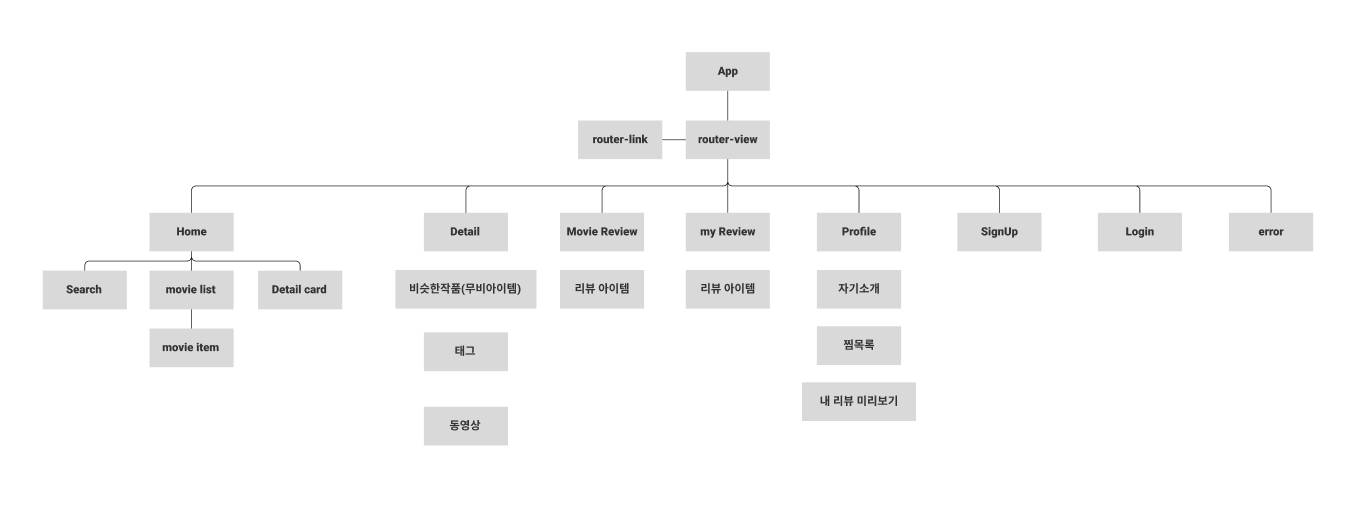 App
router-link
router-view
Home
Detail
Movie Review
my Review
Profile
SignUp
Login
error
Search
movie list
Detail card
비슷한작품(무비아이템)
리뷰 아이템
리뷰 아이템
자기소개
movie item
태그
찜목록
내 리뷰 미리보기
동영상